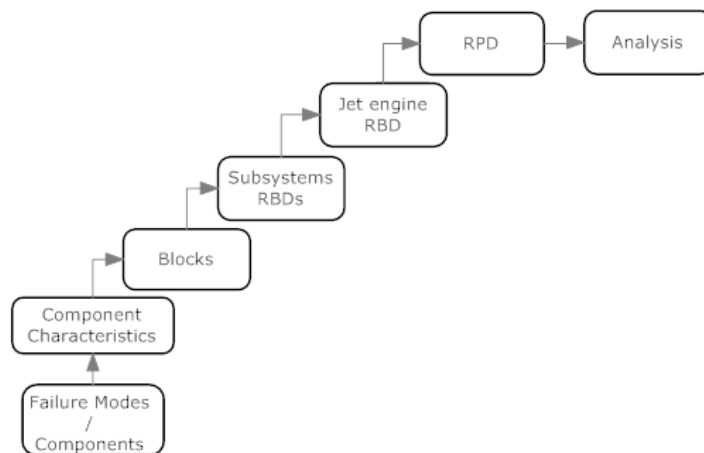 RPD
Analysis
Jet engine
RBD
Subsystems
RBDs
Blocks
Component
Characteristics
Failure Modes
/
Components